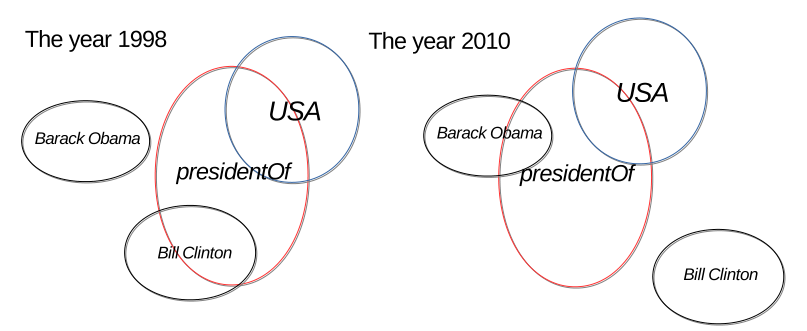 The year 1998
USA
Barack Obama
presidentOf
Bill Clinton
The year 2010
USA
Barack Obama
presidentOf
Bill Clinton